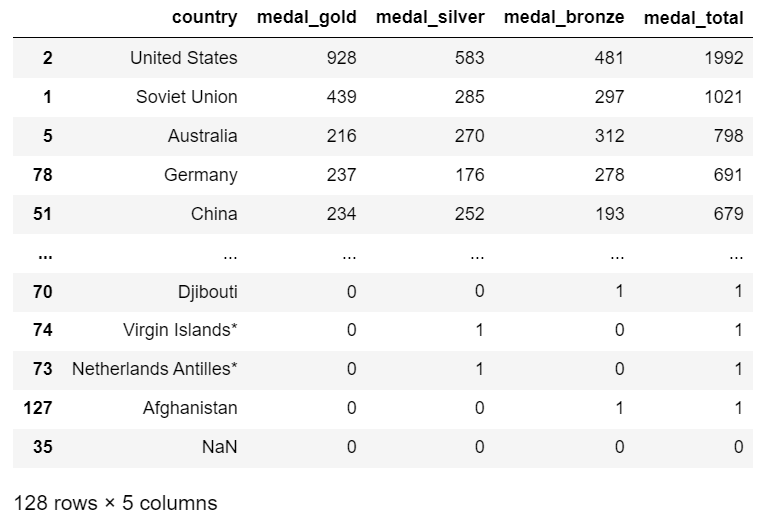 country medal_gold medal_silver medal_bronze medal_total
2 United States 928 583 481 1992
1 Soviet Union 439 285 297 1021
5 Australia 216 270 312 798
78 Germany 237 176 278 691
51 China 234 252 193 679
... ... ... ... ... ...
70 Djibouti 0 0 1 1
74 Virgin Islands* 0 1 0 1
73 Netherlands Antilles* 0 1 0 1
127 Afghanistan 0 0 1 1
35 NaN 0 0 0 0
128 rows × 5 columns